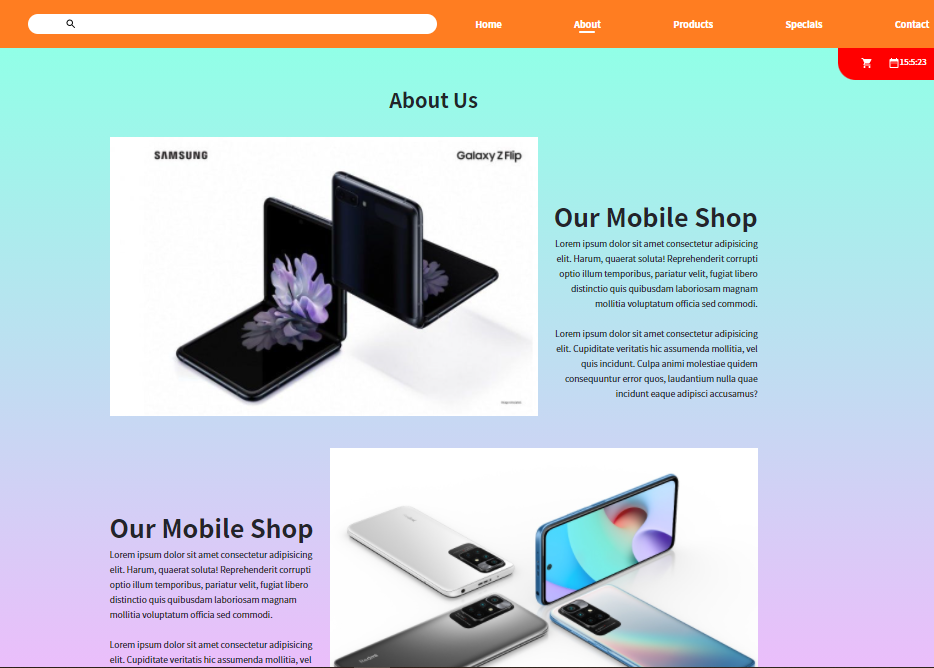 Home
About
Products
Specials
Contact
15:5:23
About Us
SAMSUNG
Galaxy Z Flip
Our Mobile Shop
Lorem ipsum dolor sit amet consectetur adipisicing
elit. Harum, quaerat soluta! Reprehenderit corrupti
optio illum temporibus, pariatur velit, fugiat libero
distinctio quis quibusdam laboriosam magnam
mollitia voluptatum officia sed commodi.
Lorem ipsum dolor sit amet consectetur adipisicing
elit. Cupiditate veritatis hic assumenda mollitia, vel
quis incidunt. Culpa animi molestiae quidem
consequuntur error quos, laudantium nulla quae
incidunt eaque adipisci accusamus?
Our Mobile Shop
Lorem ipsum dolor sit amet consectetur adipisicing
elit. Harum, quaerat soluta! Reprehenderit corrupti
optio illum temporibus, pariatur velit, fugiat libero
distinctio quis quibusdam laboriosam magnam
mollitia voluptatum officia sed commodi.
Lorem ipsum dolor sit amet consectetur adipisicing
elit. Cupiditate veritatis hic assumenda mollitia, vel